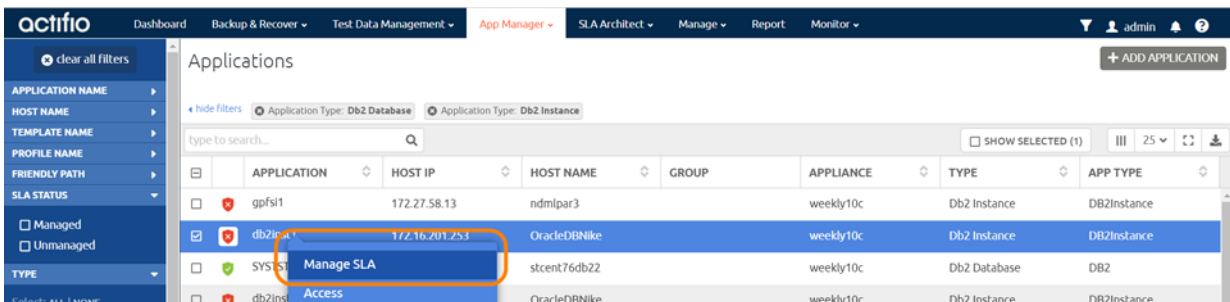 actifio Dashboard Backup & Recover Test Data Management App Manager SLA Architect Manage Report Monitor admin
clear all filters
Applications
+ ADD APPLICATION
APPLICATION NAME
HOST NAME
TEMPLATE NAME
PROFILE NAME
FRIENDLY PATH
SLA STATUS
Managed
Unmanaged
TYPE
Select: ALL | NONE
hide filters Application Type: Db2 Database Application Type: Db2 Instance
type to search... SHOW SELECTED (1) 25
APPLICATION HOST IP HOST NAME GROUP APPLIANCE TYPE APP TYPE
gpfsi1 172.27.58.13 ndmlpar3 weekly10c Db2 Instance DB2Instance
172.16.201.253 OracleDBNike weekly10c Db2 Instance DB2Instance
stcent76db22 weekly10c Db2 Database DB2
OracleDBNike weekly10c Db2 Instance DB2Instance
Manage SLA
Access